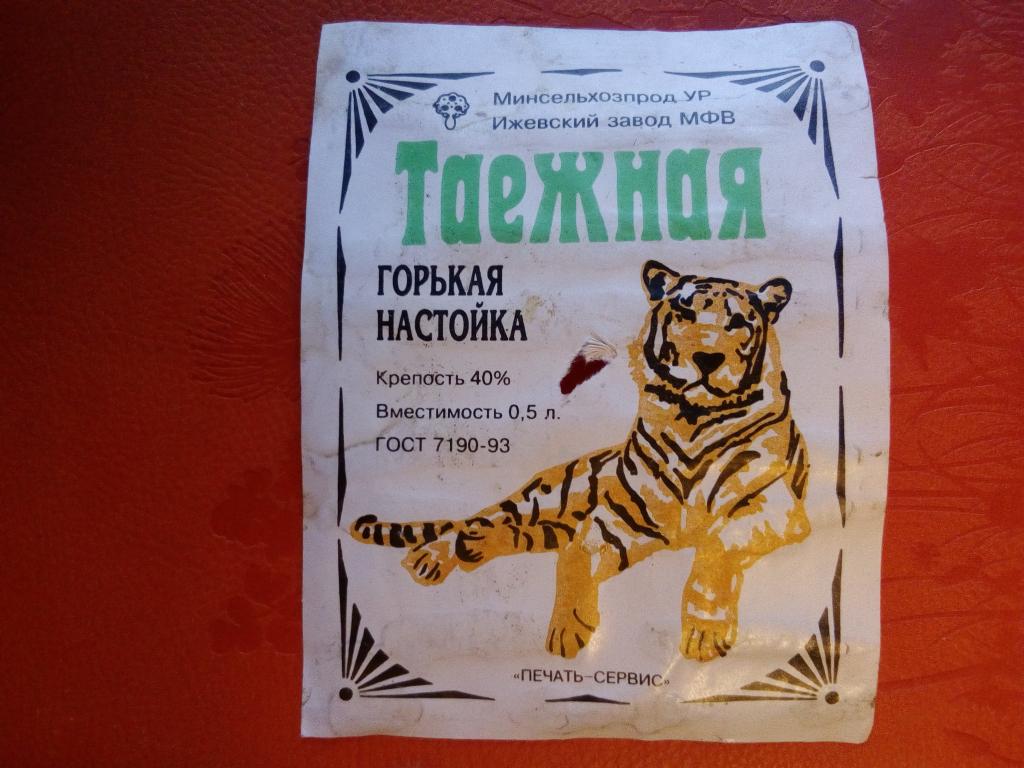 Минсельхозпрод УР
Ижевский завод МФВ
Таежная
ГОРЬКАЯ
НАСТОЙКА
Крепость 40%
Вместимость 0,5 л.
ГОСТ 7190-93
«ПЕЧАТЬ–СЕРВИС»